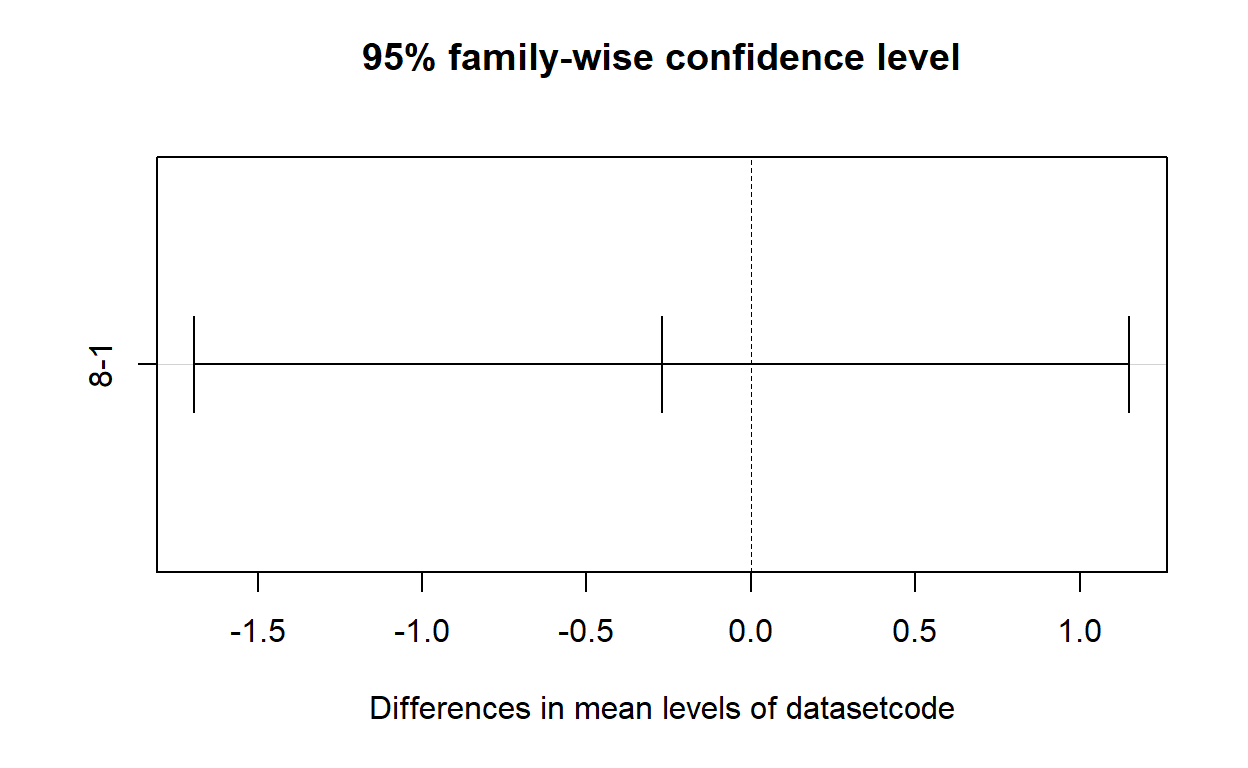 95% family-wise confidence level
8-1
-1.5 -1.0 -0.5 0.0 0.5 1.0
Differences in mean levels of datasetcode